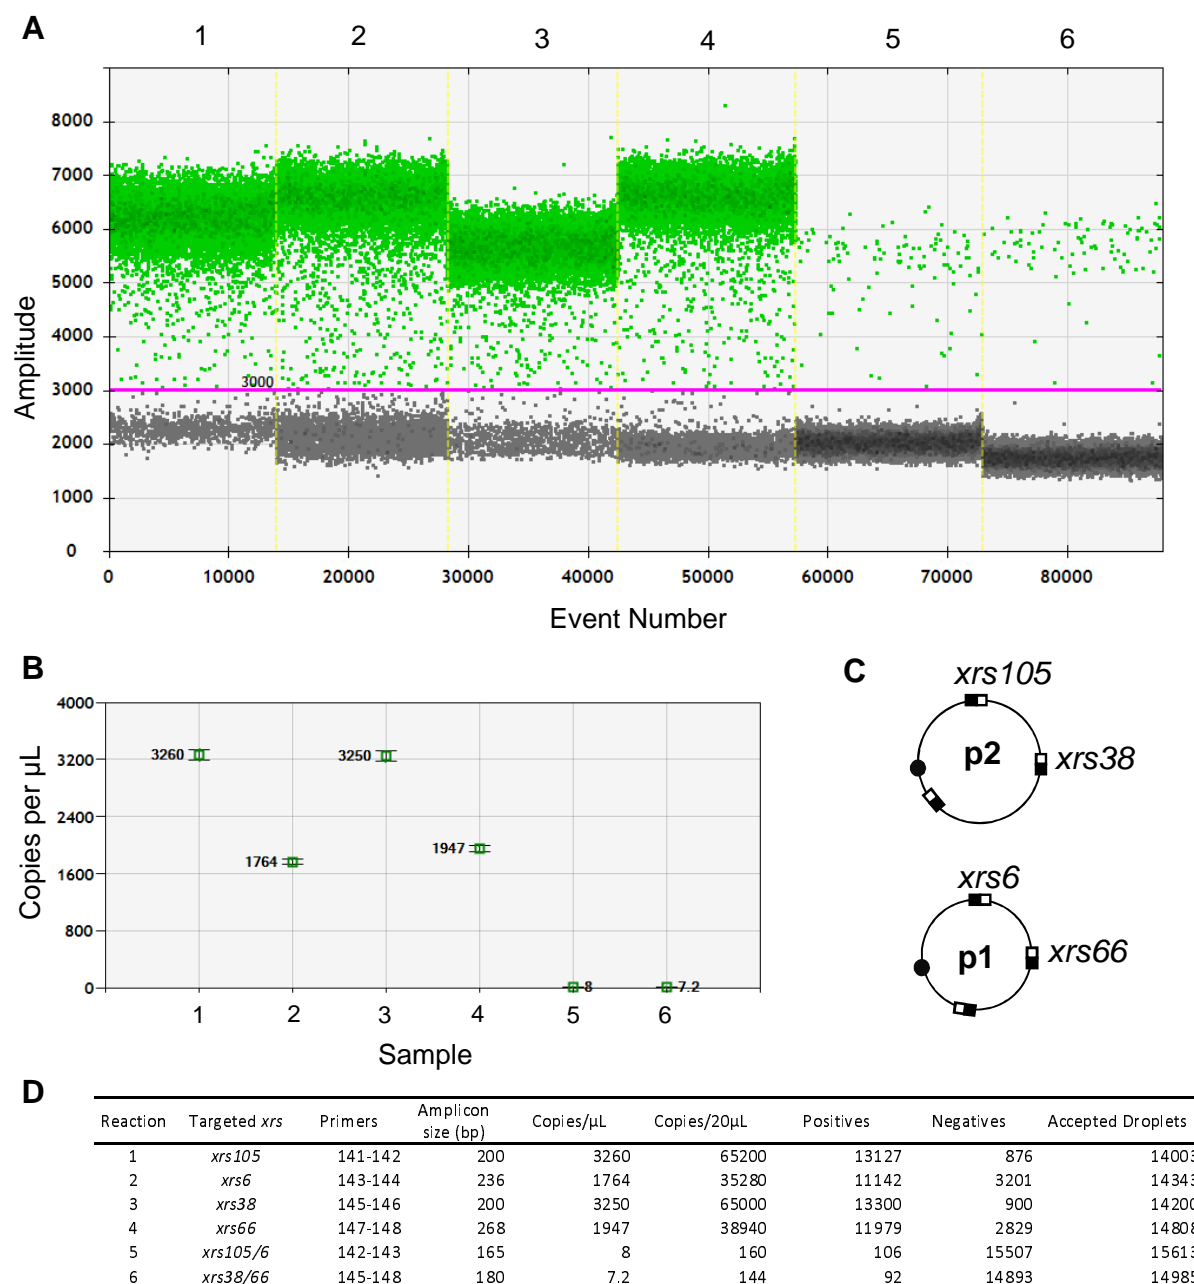 A
1 2 3 4 5 6
8000
7000
6000
5000
4000
3000
2000
1000
0
3000
Amplitude
0 10000 20000 30000 40000 50000 60000 70000 80000
Event Number
B
4000
3200
2400
1600
800
0
3260
1764
3250
1947
8
7.2
Copies per µL
1 2 3 4 5 6
Sample
C
xrs105
p2
xrs38
xrs6
p1
xrs66
D
Reaction Targeted xrs Primers Amplicon size (bp) Copies/µL Copies/20µL Positives Negatives Accepted Droplets
1 xrs105 141-142 200 3260 65200 13127 876 14003
2 xrs6 143-144 236 1764 35280 11142 3201 14343
3 xrs38 145-146 200 3250 65000 13300 900 14200
4 xrs66 147-148 268 1947 38940 11979 2829 14808
5 xrs105/6 142-143 165 8 160 106 15507 15613
6 xrs38/66 145-148 180 7.2 144 92 14893 14985